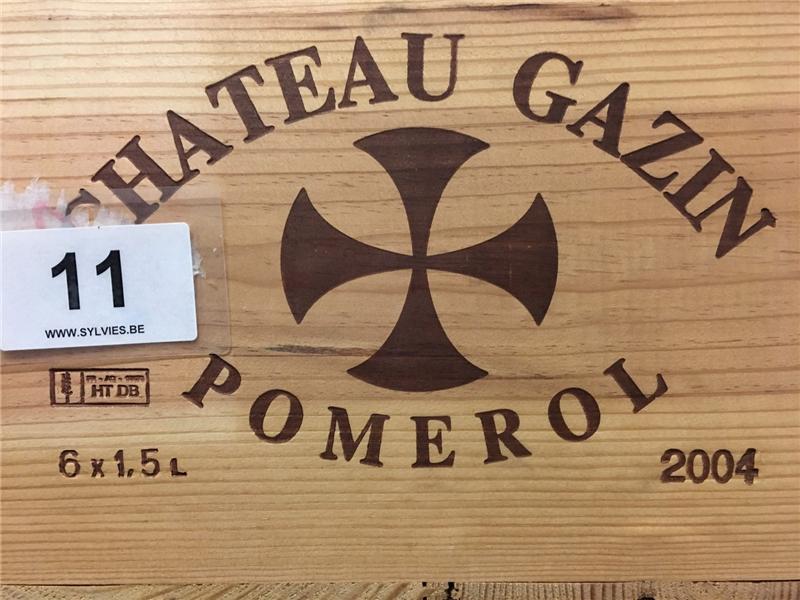 CHATEAU GAZIN
11
WWW.SYLVIES.BE
HT DB
POMEROL
6 x 1,5 L
2004